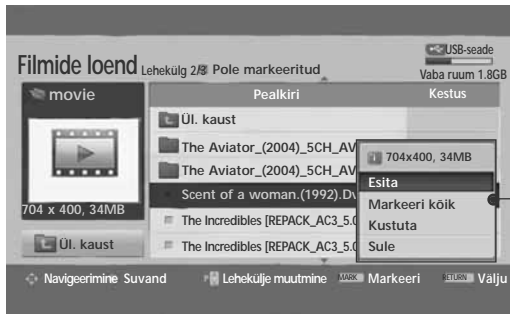 USB-seade
Filmide loend Lehekülg 2/3 Pole markeeritud
Vaba ruum 1.8GB
movie
Pealkiri Kestus
Ül. kaust
The Aviator_(2004)_5CH_AV
704x400, 34MB
The Aviator_(2004)_5CH_AV
Esita
Scent of a woman.(1992).Dv
Markeeri kõik
704 x 400, 34MB
The Incredibles [REPACK_AC3_5.0
Kustuta
Ül. kaust
The Incredibles [REPACK_AC3_5.0
Sule
Navigeerimine Suvand Lehekülje muutmine MARK Markeeri RETURN Välju